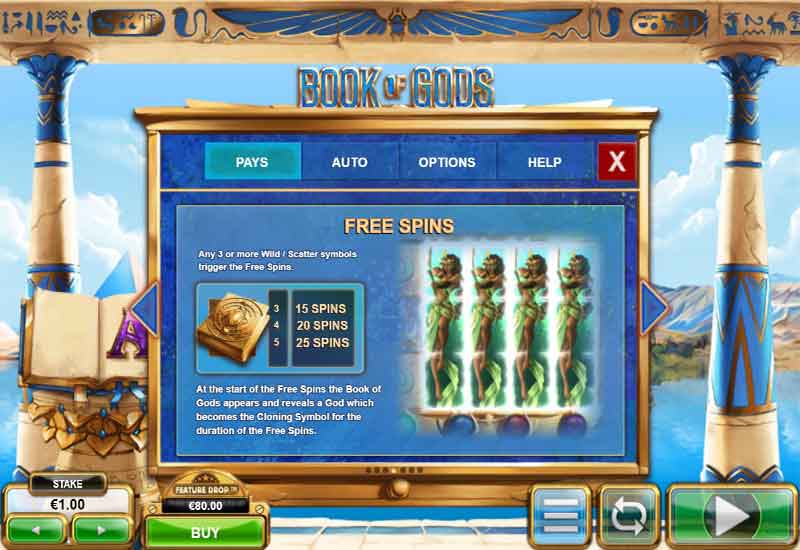 BOOK OF GODS
PAYS AUTO OPTIONS HELP X
FREE SPINS
Any 3 or more Wild / Scatter symbols
trigger the Free Spins.
3 15 SPINS
4 20 SPINS
5 25 SPINS
At the start of the Free Spins the Book of
Gods appears and reveals a God which
becomes the Cloning Symbol for the
duration of the Free Spins.
A
STAKE
€1.00
FEATURE DROP™
€80.00
BUY